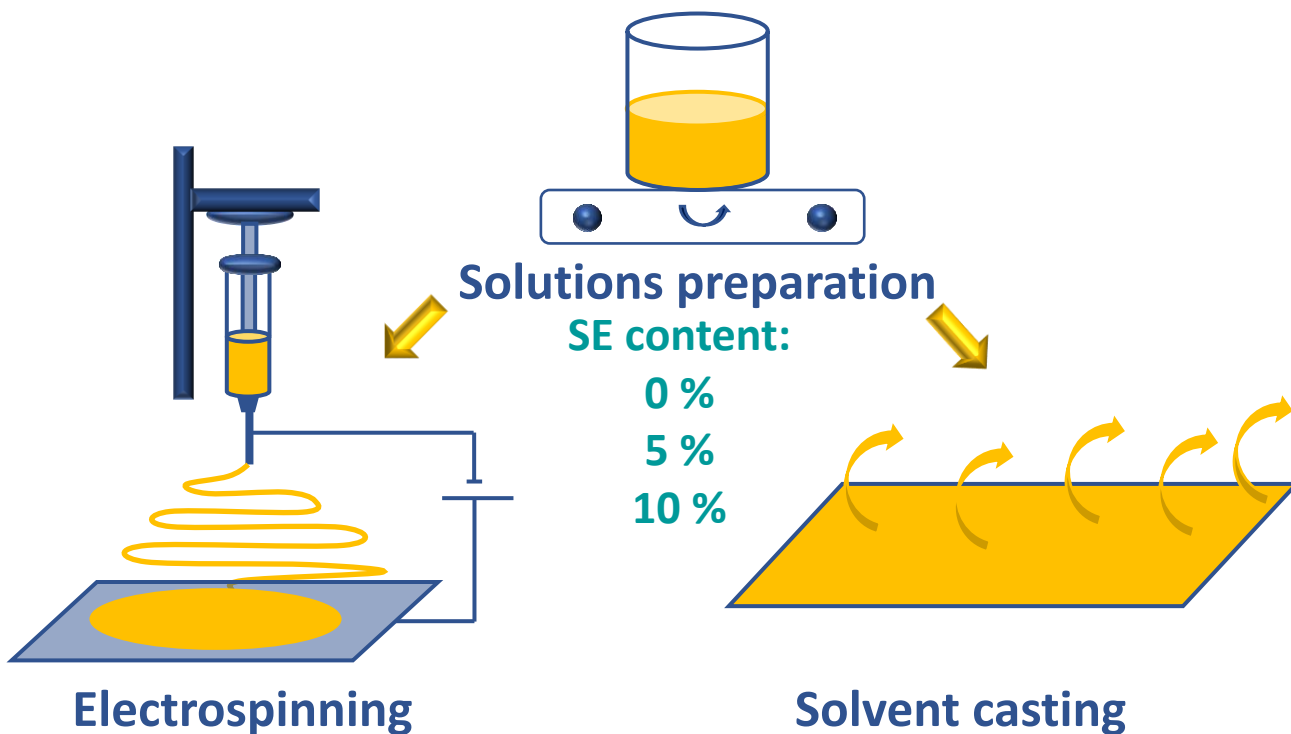 Solutions preparation
SE content:
0 %
5 %
10 %
Electrospinning
Solvent casting